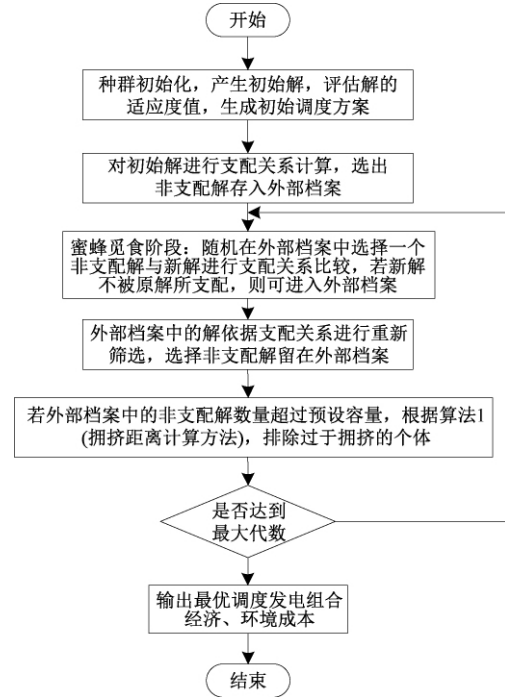 开始
种群初始化，产生初始解，评估解的
适应度值，生成初始调度方案
对初始解进行支配关系计算，选出
非支配解存入外部档案
蜜蜂觅食阶段：随机在外部档案中选择一个
非支配解与新解进行支配关系比较，若新解
不被原解所支配，则可进入外部档案
外部档案中的解依据支配关系进行重新
筛选，选择非支配解留在外部档案
若外部档案中的非支配解数量超过预设容量，根据算法1
(拥挤距离计算方法)，排除过于拥挤的个体
是否达到
最大代数
输出最优调度发电组合
经济、环境成本
结束